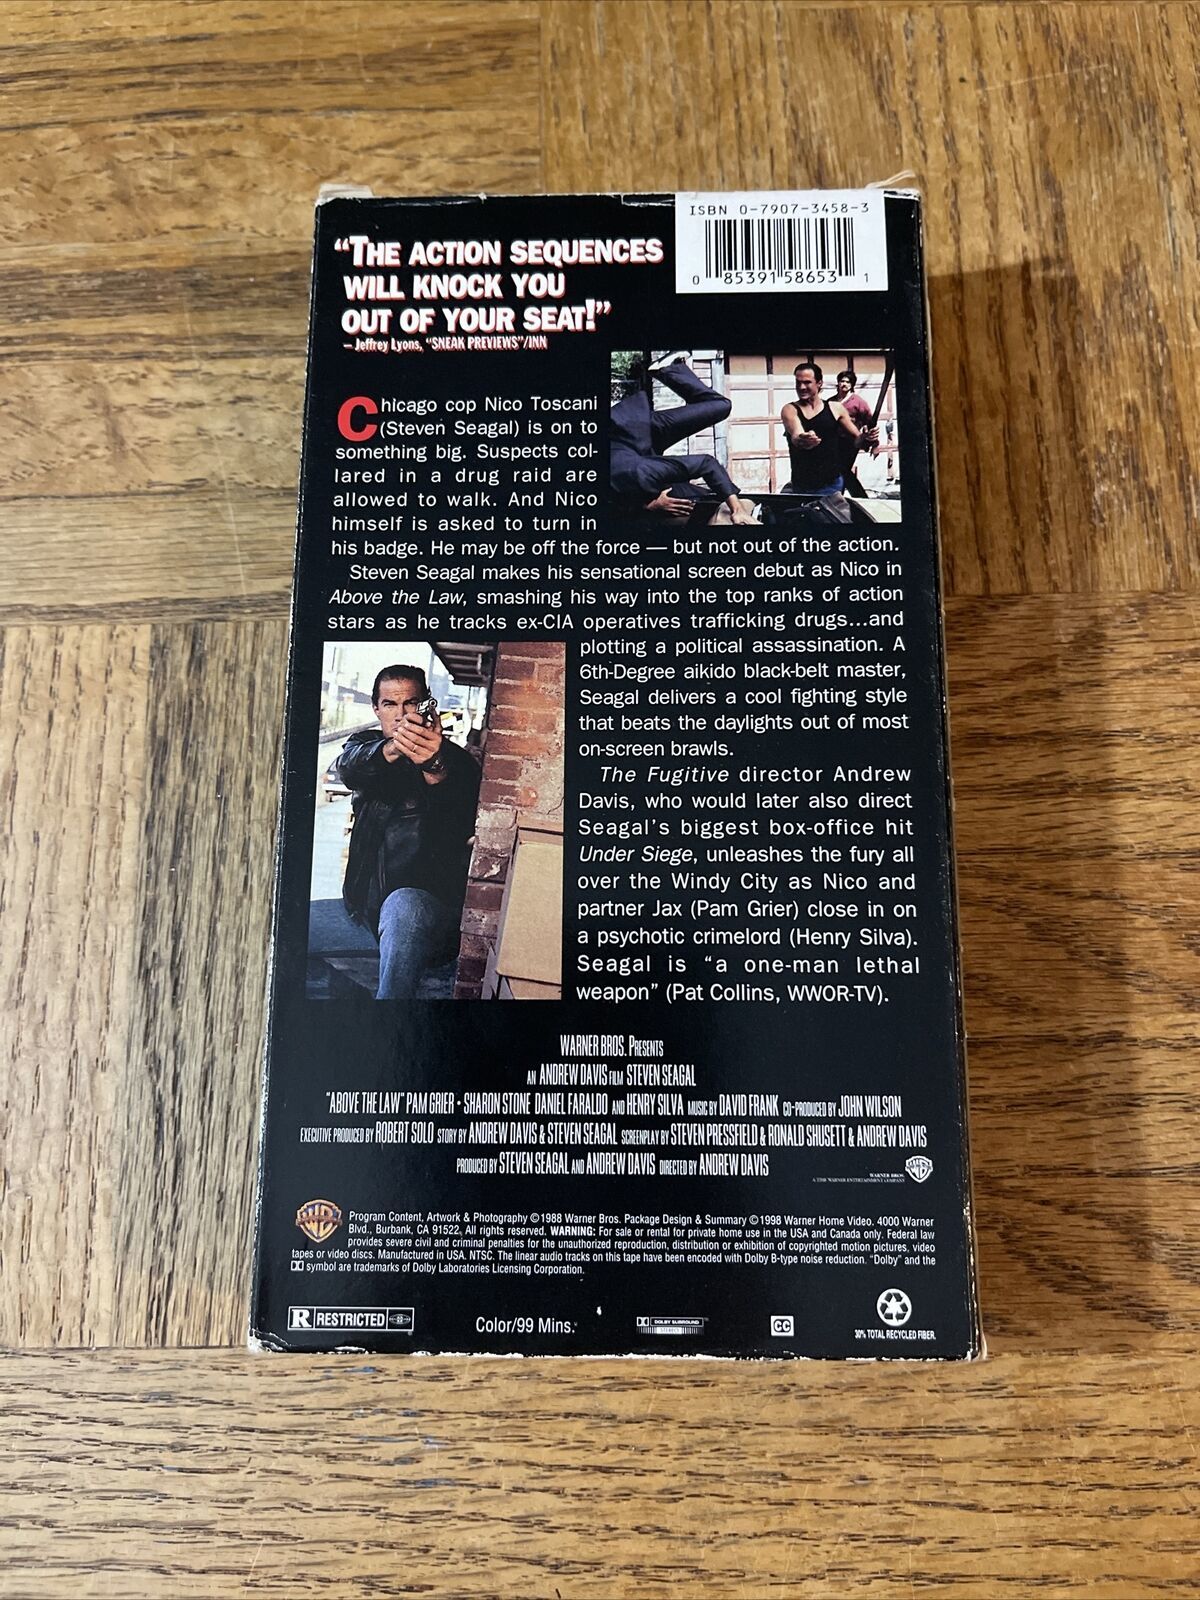 ISBN 0-7907-3458-3
0 85391 58653 1
“THE ACTION SEQUENCES
WILL KNOCK YOU
OUT OF YOUR SEAT!”
– Jeffrey Lyons, “SNEAK PREVIEWS”/INN
Chicago cop Nico Toscani
(Steven Seagal) is on to
something big. Suspects col-
lared in a drug raid are
allowed to walk. And Nico
himself is asked to turn in
his badge. He may be off the force — but not out of the action.
Steven Seagal makes his sensational screen debut as Nico in
Above the Law, smashing his way into the top ranks of action
stars as he tracks ex-CIA operatives trafficking drugs...and
plotting a political assassination. A
6th-Degree aikido black-belt master,
Seagal delivers a cool fighting style
that beats the daylights out of most
on-screen brawls.
The Fugitive director Andrew
Davis, who would later also direct
Seagal's biggest box-office hit
Under Siege, unleashes the fury all
over the Windy City as Nico and
partner Jax (Pam Grier) close in on
a psychotic crimelord (Henry Silva).
Seagal is “a one-man lethal
weapon” (Pat Collins, WWOR-TV).
WARNER BROS. PRESENTS
AN ANDREW DAVIS FILM STEVEN SEAGAL
"ABOVE THE LAW" PAM GRIER • SHARON STONE DANIEL FARALDO AND HENRY SILVA MUSIC BY DAVID FRANK CO-PRODUCED BY JOHN WILSON
EXECUTIVE PRODUCED BY ROBERT SOLO STORY BY ANDREW DAVIS & STEVEN SEAGAL SCREENPLAY BY STEVEN PRESSFIELD & RONALD SHUSETT & ANDREW DAVIS
PRODUCED BY STEVEN SEAGAL AND ANDREW DAVIS DIRECTED BY ANDREW DAVIS
WARNER BROS.
A TIME WARNER ENTERTAINMENT COMPANY
Program Content, Artwork & Photography ©1988 Warner Bros. Package Design & Summary ©1998 Warner Home Video. 4000 Warner
Blvd., Burbank, CA 91522. All rights reserved. WARNING: For sale or rental for private home use in the USA and Canada only. Federal law
provides severe civil and criminal penalties for the unauthorized reproduction, distribution or exhibition of copyrighted motion pictures, video
tapes or video discs. Manufactured in USA. NTSC. The linear audio tracks on this tape have been encoded with Dolby B-type noise reduction. "Dolby" and the
symbol are trademarks of Dolby Laboratories Licensing Corporation.
R RESTRICTED
Color/99 Mins.
DOLBY SURROUND
CC
30% TOTAL RECYCLED FIBER.